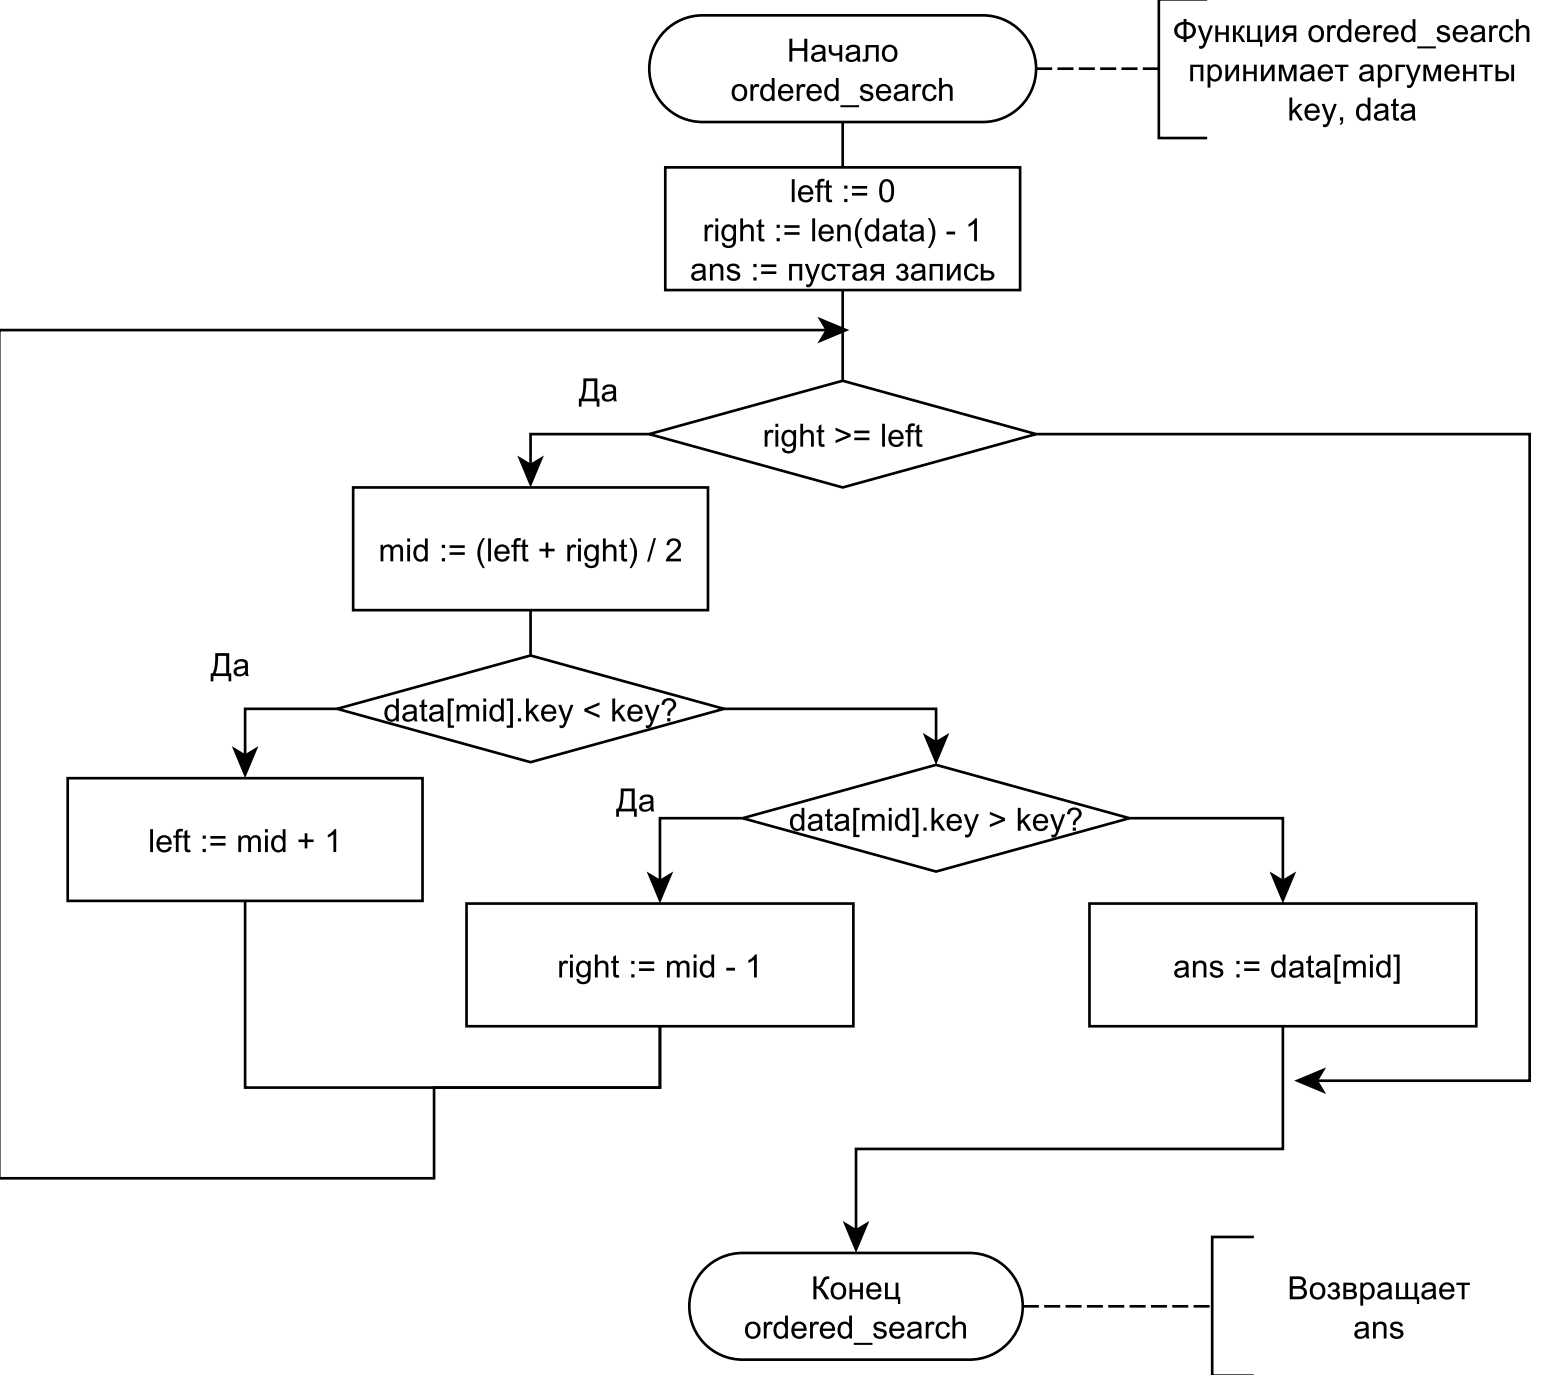 Начало
ordered_search
Функция ordered_search
принимает аргументы
key, data
left := 0
right := len(data) - 1
ans := пустая запись
Да
right >= left
mid := (left + right) / 2
Да
data[mid].key < key?
Да
data[mid].key > key?
left := mid + 1
right := mid - 1
ans := data[mid]
Конец
ordered_search
Возвращает
ans